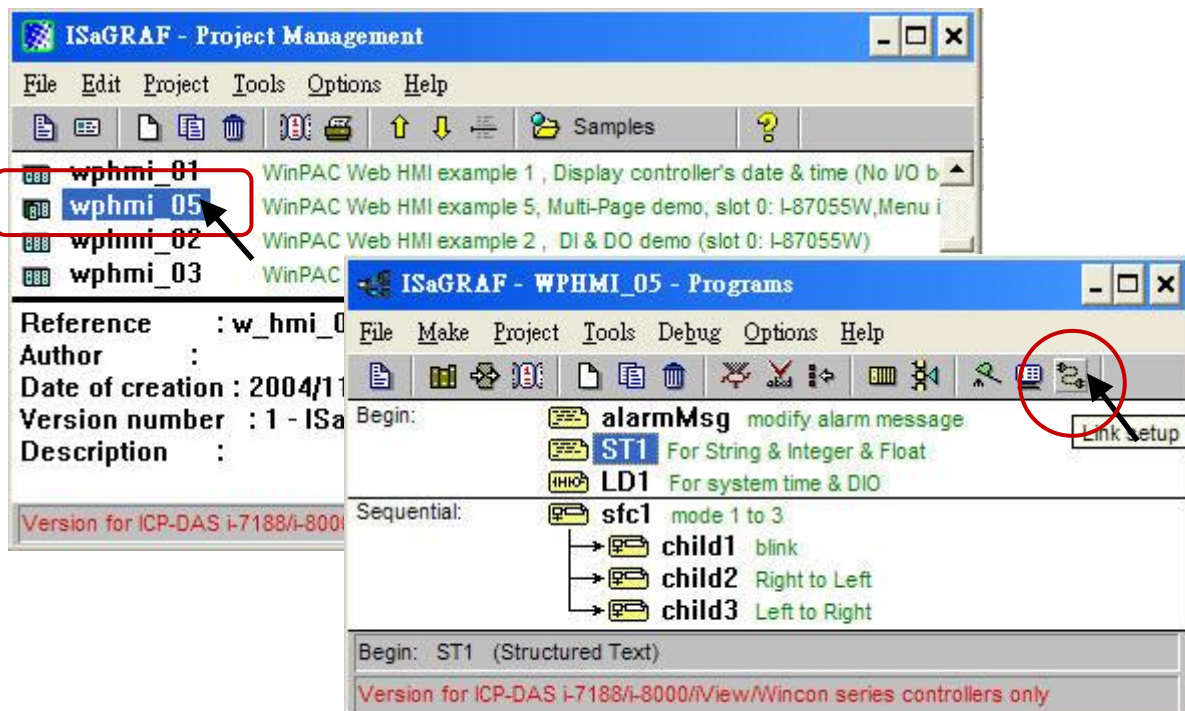 ISaGRAF - Project Management
File Edit Project Tools Options Help
Samples
wphmi_01 WinPAC Web HMI example 1 , Display controller's date & time (No I/O b
wphmi_05 WinPAC Web HMI example 5, Multi-Page demo, slot 0: I-87055W,Menu i
wphmi_02 WinPAC Web HMI example 2 , DI & DO demo (slot 0: I-87055W)
wphmi_03 WinPAC
Reference : w_hmi_0
Author :
Date of creation : 2004/11
Version number : 1 - ISa
Description :
Version for ICP-DAS i-7188/i-800
ISaGRAF - WPHMI_05 - Programs
File Make Project Tools Debug Options Help
Link setup
Begin: alarmMsg modify alarm message
ST1 For String & Integer & Float
LD1 For system time & DIO
Sequential: sfc1 mode 1 to 3
child1 blink
child2 Right to Left
child3 Left to Right
Begin: ST1 (Structured Text)
Version for ICP-DAS i-7188/i-8000/iView/Wincon series controllers only